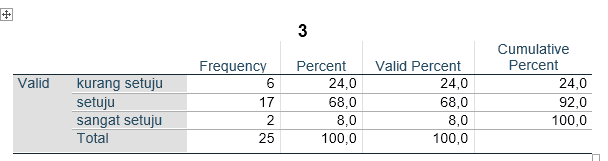 3
Frequency Percent Valid Percent Cumulative Percent
Valid kurang setuju 6 24,0 24,0 24,0
setuju 17 68,0 68,0 92,0
sangat setuju 2 8,0 8,0 100,0
Total 25 100,0 100,0